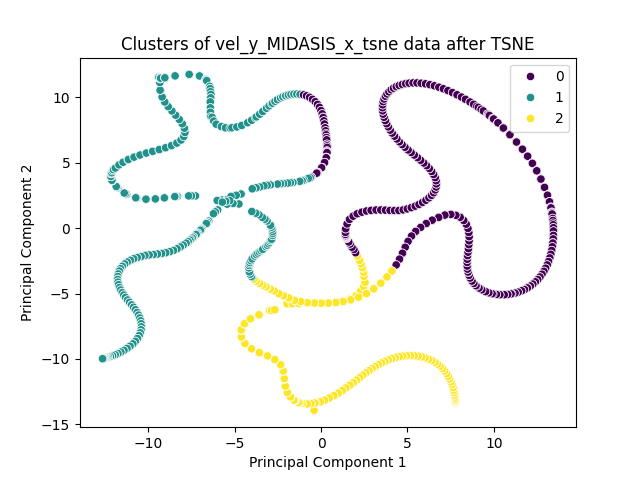 Clusters of vel_y_MIDASIS_x_tsne data after TSNE
0
1
2
10
5
0
−5
−10
−15
Principal Component 2
−10 −5 0 5 10
Principal Component 1